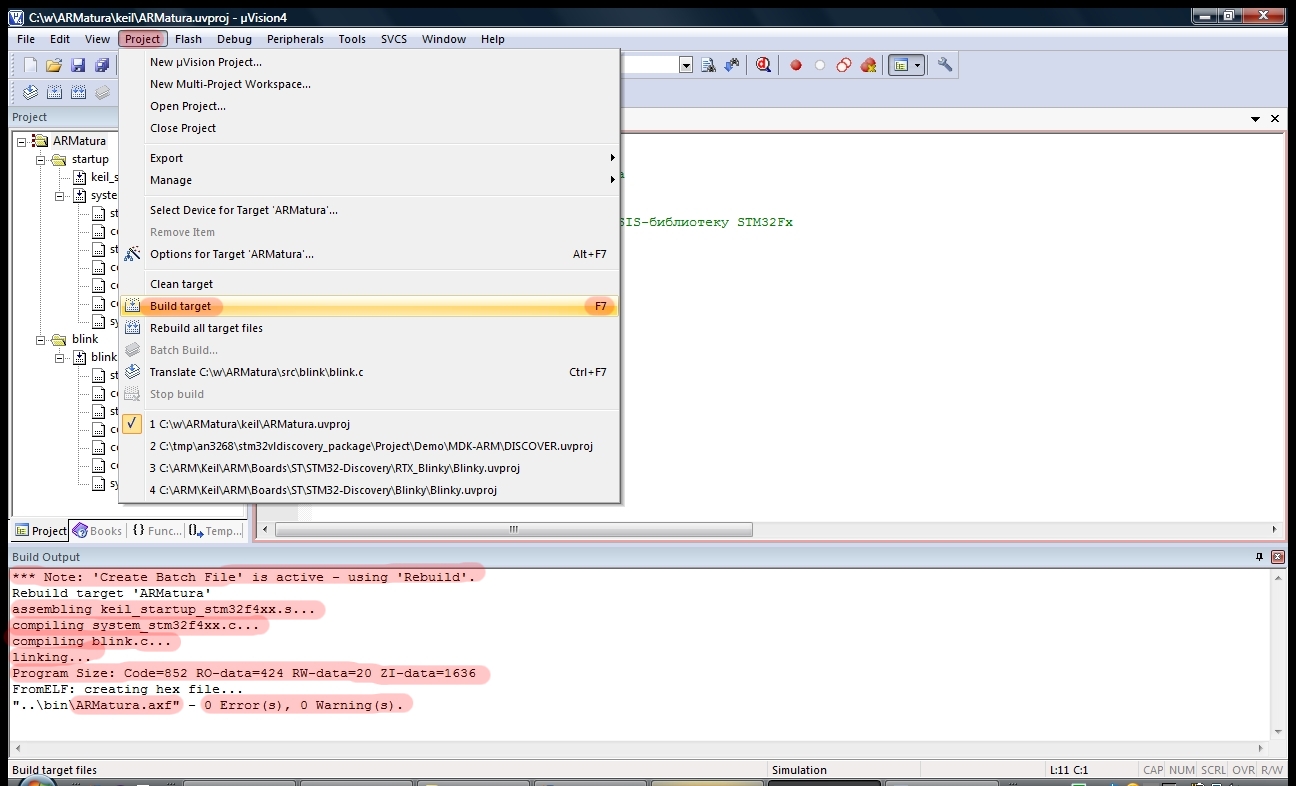 C:\w\ARMatura\keil\ARMatura.uvproj - µVision4
File Edit View Project Flash Debug Peripherals Tools SVCS Window Help
New µVision Project...
New Multi-Project Workspace...
Open Project...
Close Project
Export
Manage
Select Device for Target 'ARMatura'...
Remove Item
Options for Target 'ARMatura'... Alt+F7
Clean target
Build target F7
Rebuild all target files
Batch Build...
Translate C:\w\ARMatura\src\blink\blink.c Ctrl+F7
Stop build
1 C:\w\ARMatura\keil\ARMatura.uvproj
2 C:\tmp\an3268\stm32vldiscovery_package\Project\Demo\MDK-ARM\DISCOVER.uvproj
3 C:\ARM\Keil\ARM\Boards\ST\STM32-Discovery\RTX_Blinky\Blinky.uvproj
4 C:\ARM\Keil\ARM\Boards\ST\STM32-Discovery\Blinky\Blinky.uvproj
Project
ARMatura
startup
keil_s
syste
st
co
st
co
co
co
sy
blink
blink
st
co
st
co
co
co
sy
SIS-библиотеку STM32Fx
Project Books {} Func... Temp...
Build Output
*** Note: 'Create Batch File' is active - using 'Rebuild'.
Rebuild target 'ARMatura'
assembling keil_startup_stm32f4xx.s...
compiling system_stm32f4xx.c...
compiling blink.c...
linking...
Program Size: Code=852 RO-data=424 RW-data=20 ZI-data=1636
FromELF: creating hex file...
"..\bin\ARMatura.axf" - 0 Error(s), 0 Warning(s).
Build target files Simulation L:11 C:1 CAP NUM SCRL OVR R/W